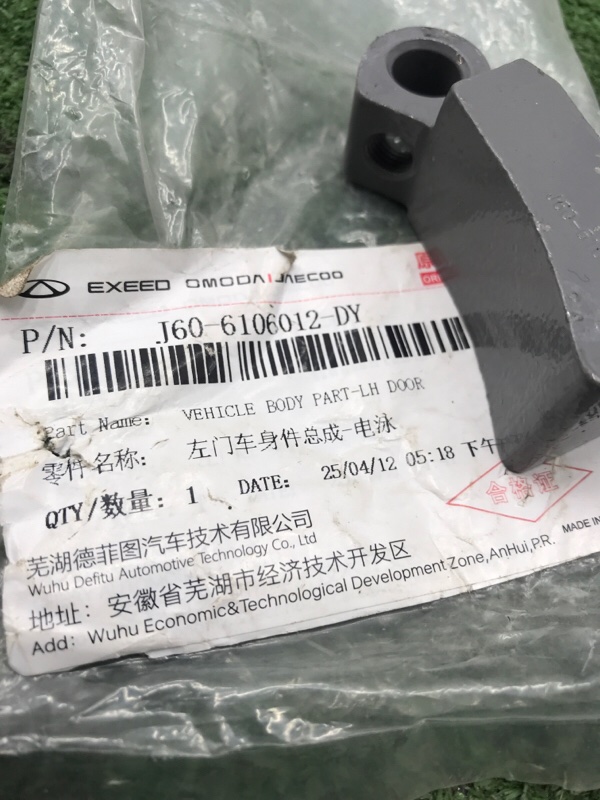 EXEED OMODA JAECOO
P/N: J60-6106012-DY
Part Name: VEHICLE BODY PART-LH DOOR
零件名称: 左门车身件总成-电泳
QTY/数量: 1 DATE: 25/04/12 05:18 下午
合格证
芜湖德菲图汽车技术有限公司
Wuhu Defitu Automotive Technology Co., Ltd
MADE IN
地址: 安徽省芜湖市经济技术开发区
Add: Wuhu Economic&Technological Development Zone,AnHui,P.R.